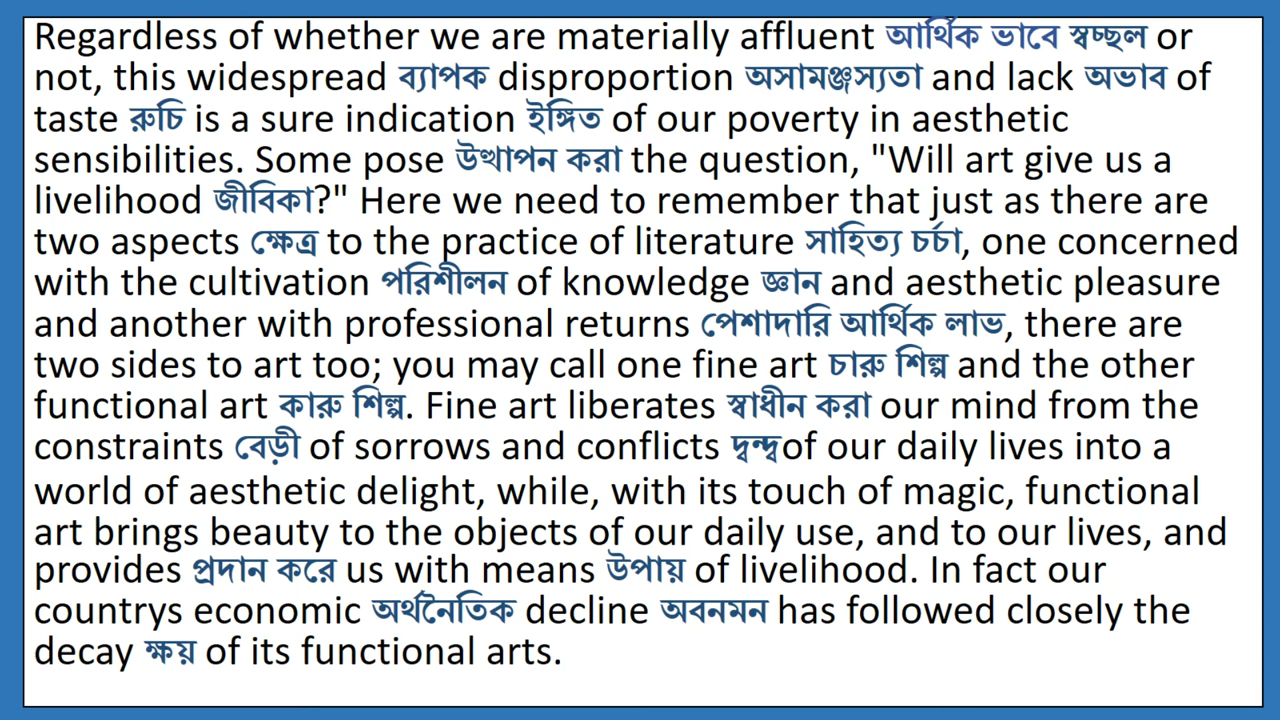 Regardless of whether we are materially affluent আর্থিক ভাবে স্বচ্ছল or
not, this widespread ব্যাপক disproportion অসামঞ্জস্যতা and lack অভাব of
taste রুচি is a sure indication ইঙ্গিত of our poverty in aesthetic
sensibilities. Some pose উত্থাপন করা the question, "Will art give us a
livelihood জীবিকা?" Here we need to remember that just as there are
two aspects ক্ষেত্র to the practice of literature সাহিত্য চর্চা, one concerned
with the cultivation পরিশীলন of knowledge জ্ঞান and aesthetic pleasure
and another with professional returns পেশাদারি আর্থিক লাভ, there are
two sides to art too; you may call one fine art চারু শিল্প and the other
functional art কারু শিল্প. Fine art liberates স্বাধীন করা our mind from the
constraints বেড়ী of sorrows and conflicts দ্বন্দ্বof our daily lives into a
world of aesthetic delight, while, with its touch of magic, functional
art brings beauty to the objects of our daily use, and to our lives, and
provides প্রদান করে us with means উপায় of livelihood. In fact our
countrys economic অর্থনৈতিক decline অবনমন has followed closely the
decay ক্ষয় of its functional arts.